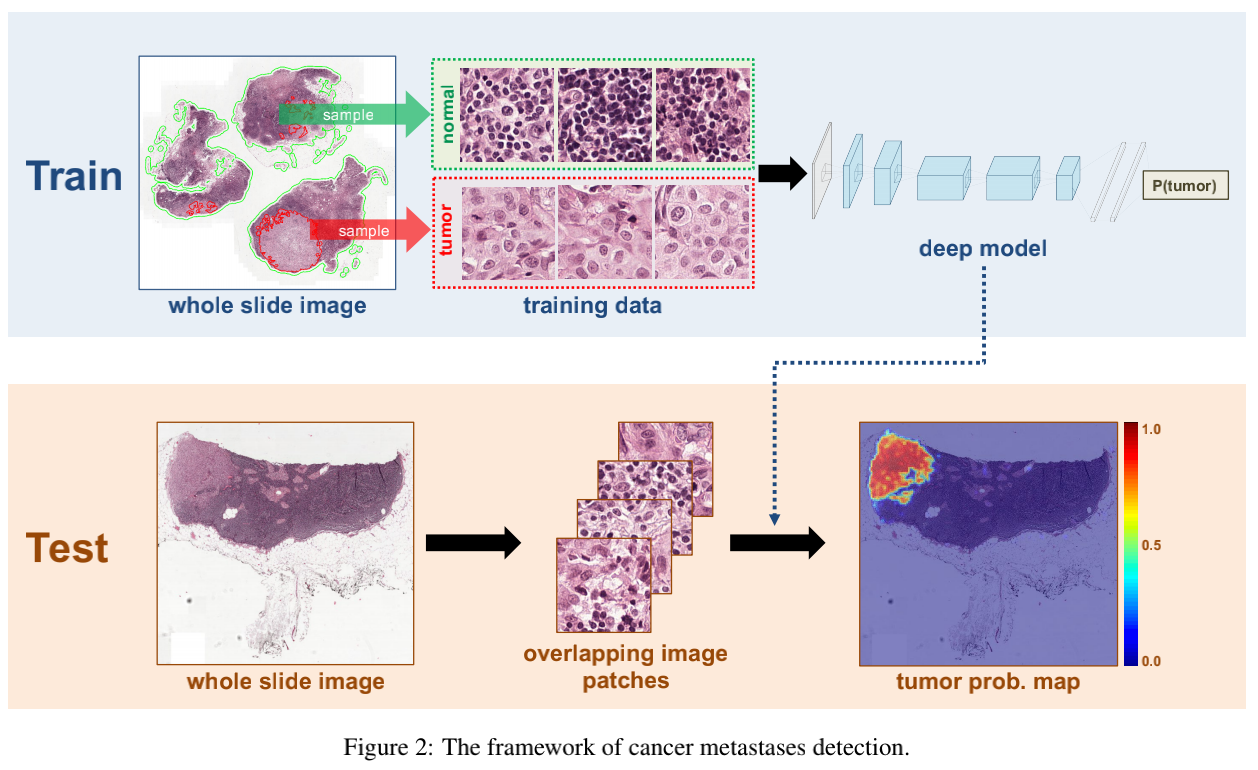 Train
sample
sample
normal
tumor
P(tumor)
deep model
whole slide image
training data
Test
1.0
0.5
0.0
overlapping image
patches
whole slide image
tumor prob. map
Figure 2: The framework of cancer metastases detection.